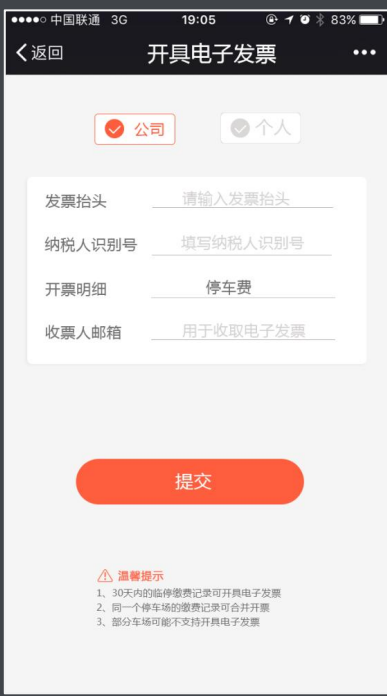 ●●●●○ 中国联通 3G 19:05 83%
返回 开具电子发票 •••
公司 个人
发票抬头 请输入发票抬头
纳税人识别号 填写纳税人识别号
开票明细 停车费
收票人邮箱 用于收取电子发票
提交
温馨提示
1、30天内的临停缴费记录可开具电子发票
2、同一个停车场的缴费记录可合并开票
3、部分车场可能不支持开具电子发票